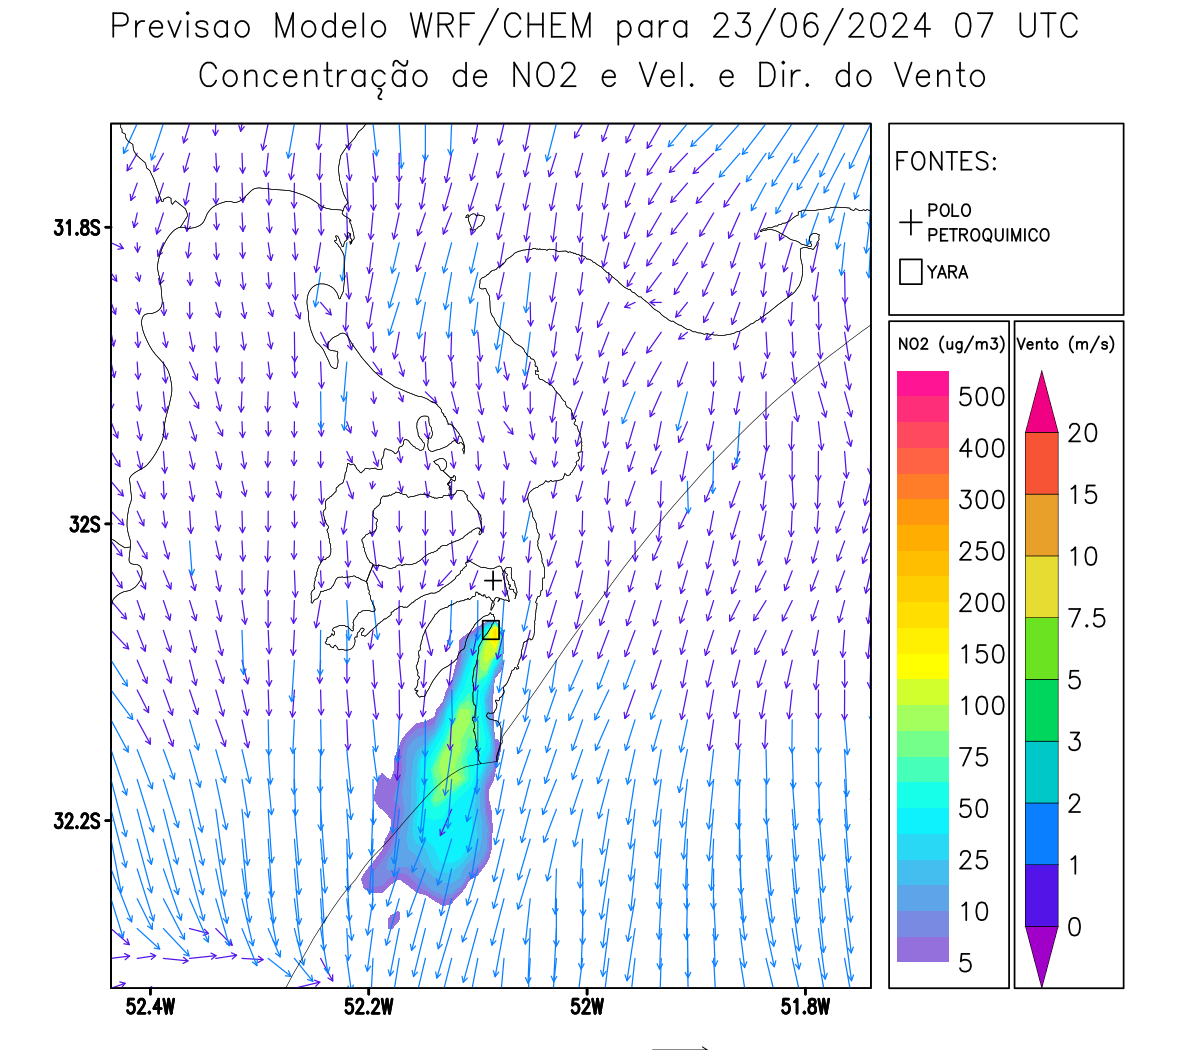 Previsao Modelo WRF/CHEM para 23/06/2024 07 UTC
Concentração de NO2 e Vel. e Dir. do Vento
FONTES:
POLO
PETROQUIMICO
YARA
31.8S
32S
32.2S
52.4W
52.2W
52W
51.8W
NO2 (ug/m3)
500
400
300
250
200
150
100
75
50
25
10
5
Vento (m/s)
20
15
10
7.5
5
3
2
1
0